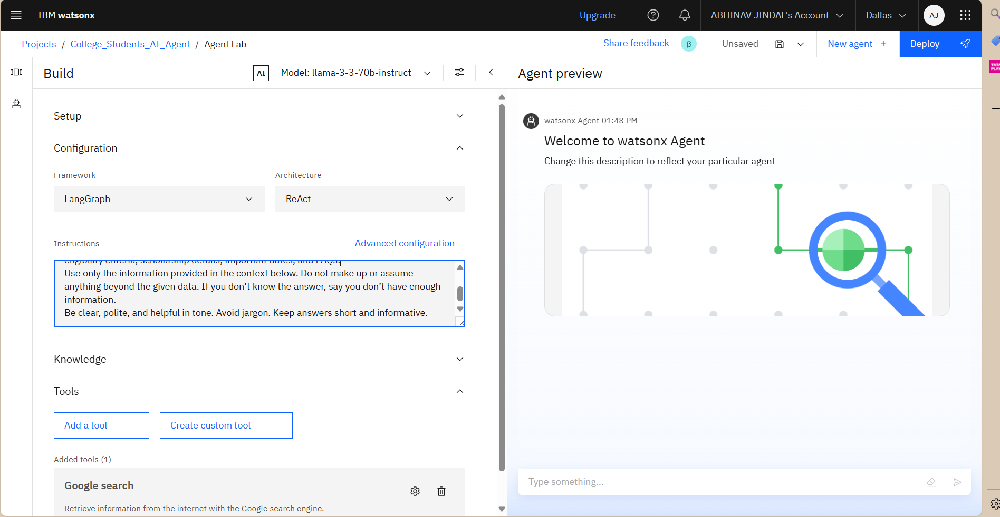 IBM watsonx
Upgrade
ABHINAV JINDAL's Account
Dallas
AJ
Projects / College_Students_AI_Agent / Agent Lab
Share feedback
β
Unsaved
New agent +
Deploy
Build
AI
Model: llama-3-3-70b-instruct
Agent preview
Setup
Configuration
Framework
Architecture
LangGraph
ReAct
Instructions
Advanced configuration
eligibility criteria, scholarship details, important dates, and FAQs.
Use only the information provided in the context below. Do not make up or assume
anything beyond the given data. If you don’t know the answer, say you don’t have enough
information.
Be clear, polite, and helpful in tone. Avoid jargon. Keep answers short and informative.
Knowledge
Tools
Add a tool
Create custom tool
Added tools (1)
Google search
Retrieve information from the internet with the Google search engine.
watsonx Agent 01:48 PM
Welcome to watsonx Agent
Change this description to reflect your particular agent
Type something...
TATA
PLAY